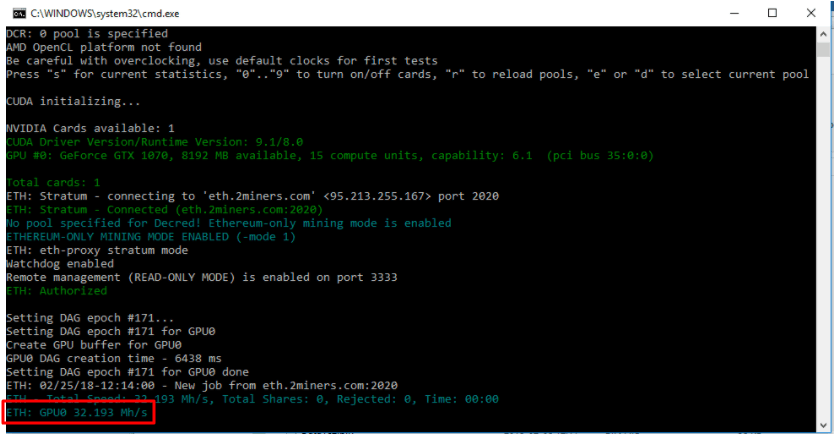 C:\WINDOWS\system32\cmd.exe
DCR: 0 pool is specified
AMD OpenCL platform not found
Be careful with overclocking, use default clocks for first tests
Press "s" for current statistics, "0".."9" to turn on/off cards, "r" to reload pools, "e" or "d" to select current pool
CUDA initializing...
NVIDIA Cards available: 1
CUDA Driver Version/Runtime Version: 9.1/8.0
GPU #0: GeForce GTX 1070, 8192 MB available, 15 compute units, capability: 6.1 (pci bus 35:0:0)
Total cards: 1
ETH: Stratum - connecting to 'eth.2miners.com' <95.213.255.167> port 2020
ETH: Stratum - Connected (eth.2miners.com:2020)
No pool specified for Decred! Ethereum-only mining mode is enabled
ETHEREUM-ONLY MINING MODE ENABLED (-mode 1)
ETH: eth-proxy stratum mode
Watchdog enabled
Remote management (READ-ONLY MODE) is enabled on port 3333
ETH: Authorized
Setting DAG epoch #171...
Setting DAG epoch #171 for GPU0
Create GPU buffer for GPU0
GPU0 DAG creation time - 6438 ms
Setting DAG epoch #171 for GPU0 done
ETH: 02/25/18-12:14:00 - New job from eth.2miners.com:2020
ETH - Total Speed: 32.193 Mh/s, Total Shares: 0, Rejected: 0, Time: 00:00
ETH: GPU0 32.193 Mh/s